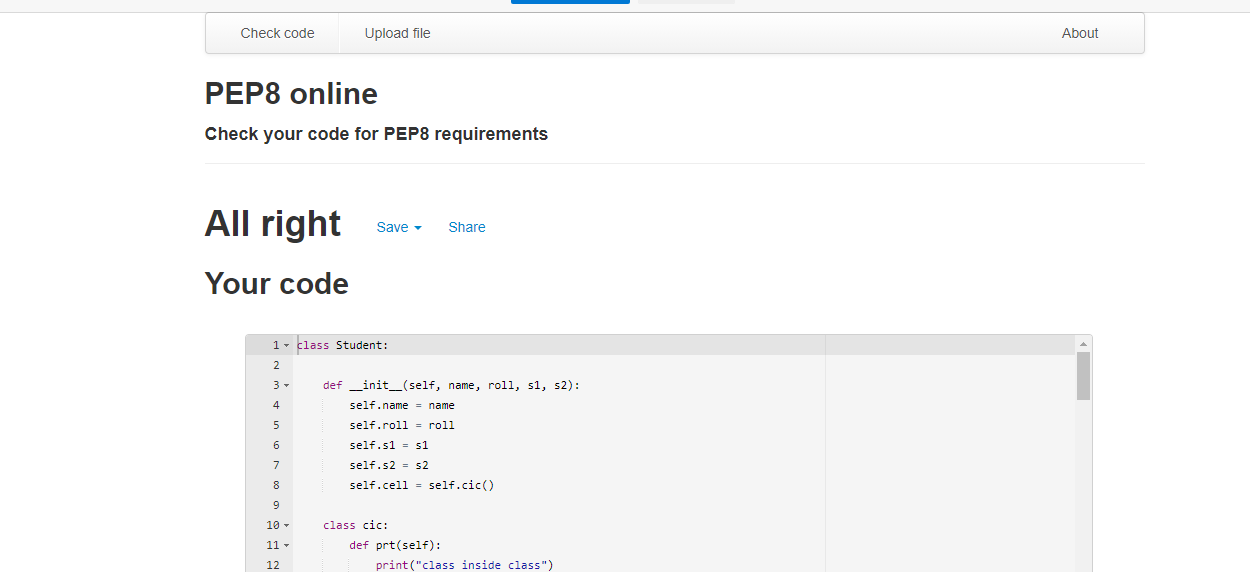 Check code Upload file About
PEP8 online
Check your code for PEP8 requirements
All right Save Share
Your code
1 class Student:
2
3 def __init__(self, name, roll, s1, s2):
4 self.name = name
5 self.roll = roll
6 self.s1 = s1
7 self.s2 = s2
8 self.cell = self.cic()
9
10 class cic:
11 def prt(self):
12 print("class inside class")